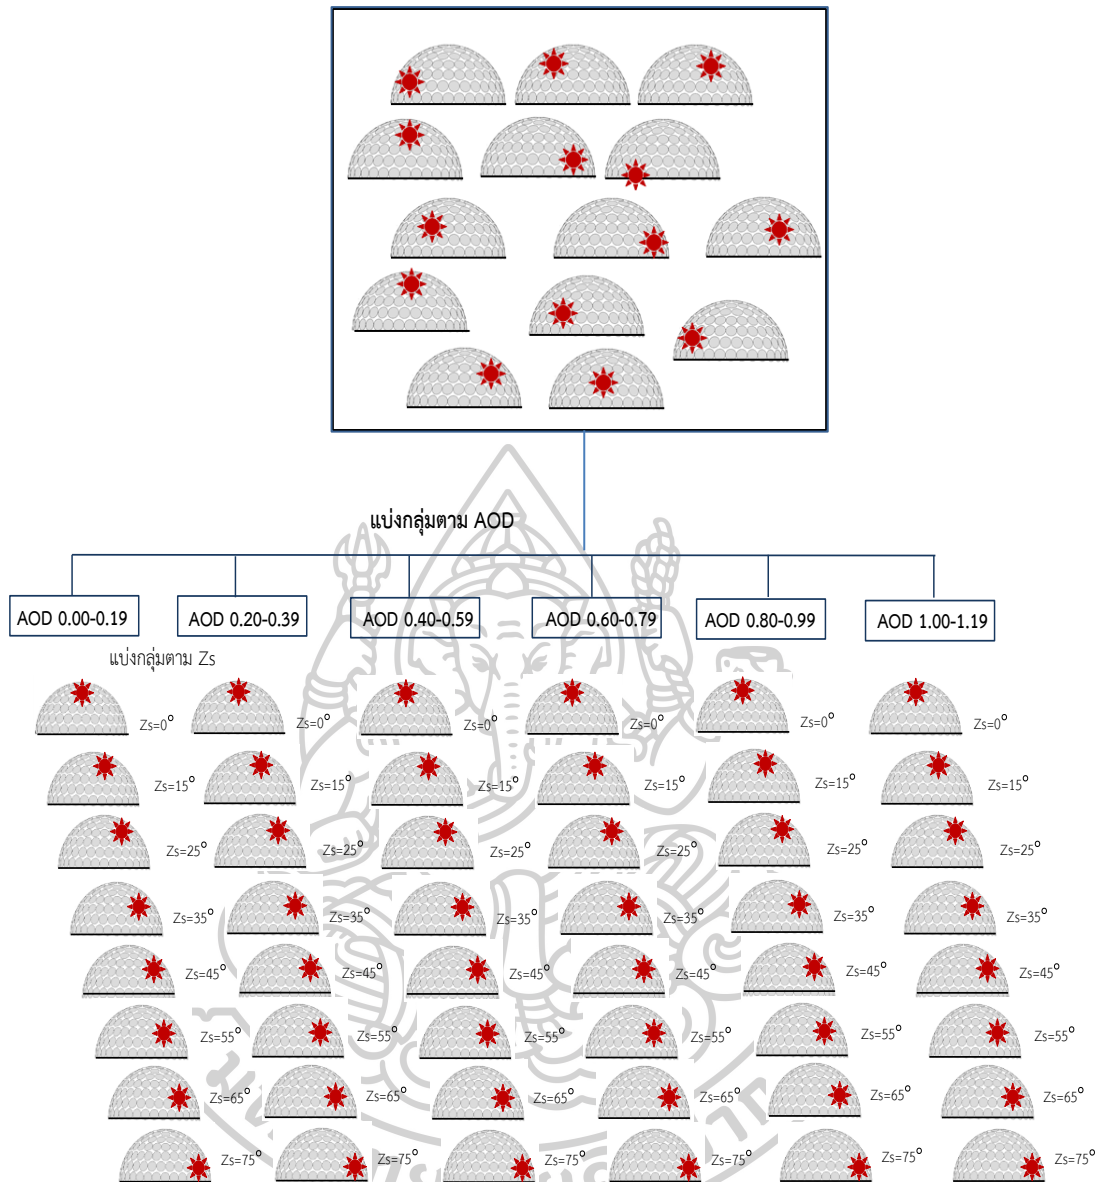 แบ่งกลุ่มตาม AOD
AOD 0.00-0.19 AOD 0.20-0.39 AOD 0.40-0.59 AOD 0.60-0.79 AOD 0.80-0.99 AOD 1.00-1.19
แบ่งกลุ่มตาม Zs
Zs=0° Zs=0° Zs=0° Zs=0° Zs=0° Zs=0°
Zs=15° Zs=15° Zs=15° Zs=15° Zs=15° Zs=15°
Zs=25° Zs=25° Zs=25° Zs=25° Zs=25° Zs=25°
Zs=35° Zs=35° Zs=35° Zs=35° Zs=35° Zs=35°
Zs=45° Zs=45° Zs=45° Zs=45° Zs=45° Zs=45°
Zs=55° Zs=55° Zs=55° Zs=55° Zs=55° Zs=55°
Zs=65° Zs=65° Zs=65° Zs=65° Zs=65° Zs=65°
Zs=75° Zs=75° Zs=75° Zs=75° Zs=75° Zs=75°